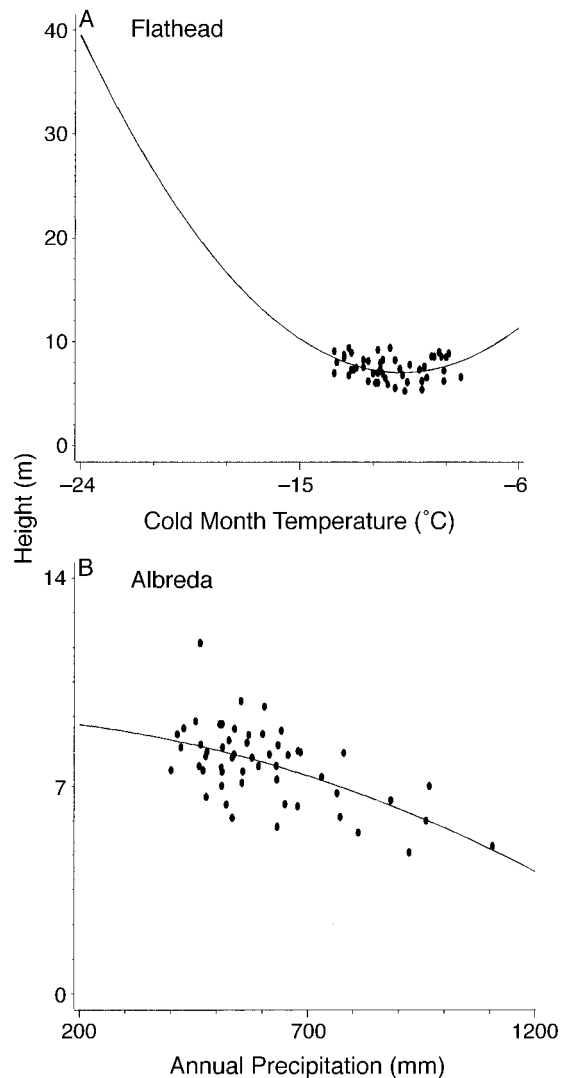 A Flathead
40
30
20
10
0
–24 –15 –6
Cold Month Temperature (°C)
Height (m)
B Albreda
14
7
0
200 700 1200
Annual Precipitation (mm)